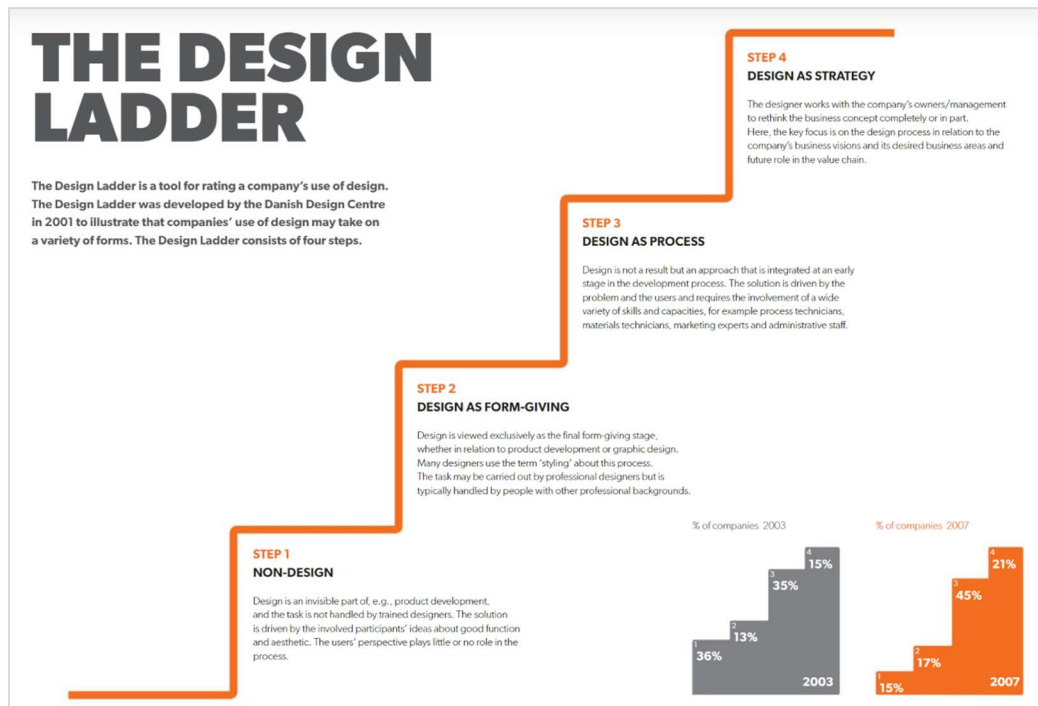 THE DESIGN
LADDER
The Design Ladder is a tool for rating a company's use of design.
The Design Ladder was developed by the Danish Design Centre
in 2001 to illustrate that companies' use of design may take on
a variety of forms. The Design Ladder consists of four steps.
STEP 4
DESIGN AS STRATEGY
The designer works with the company's owners/management
to rethink the business concept completely or in part.
Here, the key focus is on the design process in relation to the
company's business visions and its desired business areas and
future role in the value chain.
STEP 3
DESIGN AS PROCESS
Design is not a result but an approach that is integrated at an early
stage in the development process. The solution is driven by the
problem and the users and requires the involvement of a wide
variety of skills and capacities, for example process technicians,
materials technicians, marketing experts and administrative staff.
STEP 2
DESIGN AS FORM-GIVING
Design is viewed exclusively as the final form-giving stage,
whether in relation to product development or graphic design.
Many designers use the term 'styling' about this process.
The task may be carried out by professional designers but is
typically handled by people with other professional backgrounds.
STEP 1
NON-DESIGN
Design is an invisible part of, e.g., product development,
and the task is not handled by trained designers. The solution
is driven by the involved participants' ideas about good function
and aesthetic. The users' perspective plays little or no role in the
process.
% of companies 2003
4
15%
3
35%
2
13%
1
36%
2003
% of companies 2007
4
21%
3
45%
2
17%
1
15%
2007